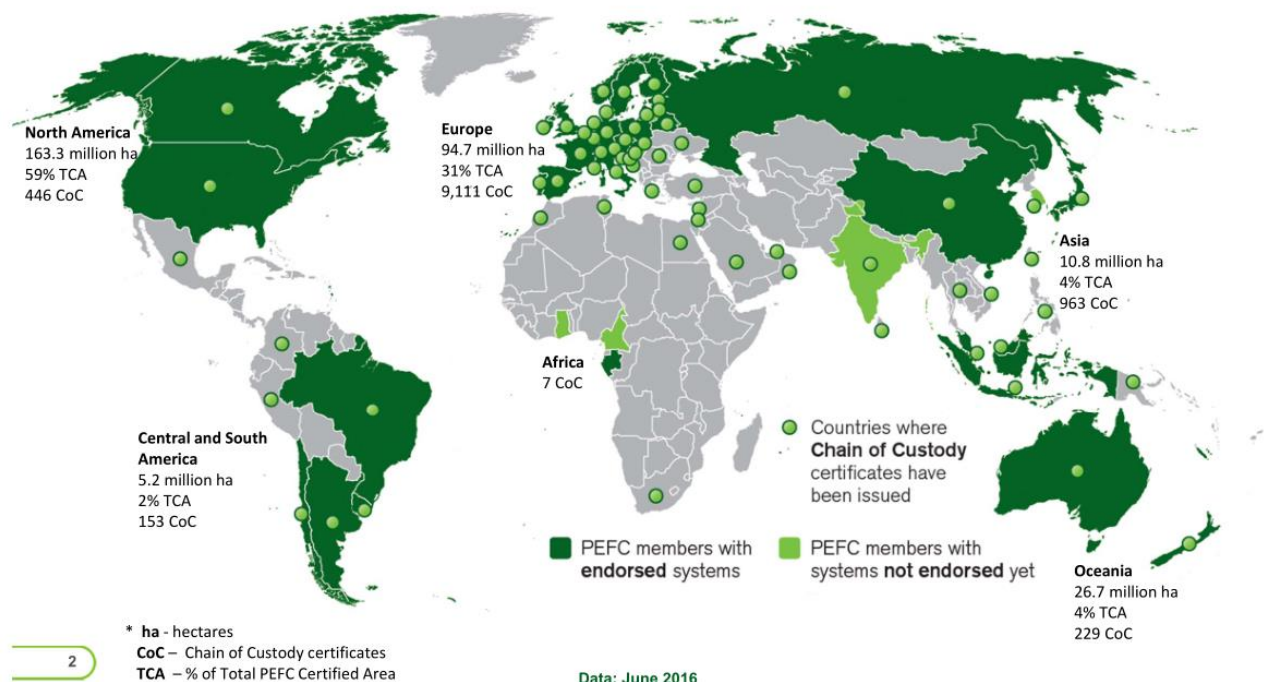 North America
163.3 million ha
59% TCA
446 CoC
Europe
94.7 million ha
31% TCA
9,111 CoC
Asia
10.8 million ha
4% TCA
963 CoC
Africa
7 CoC
Central and South
America
5.2 million ha
2% TCA
153 CoC
Countries where
Chain of Custody
certificates have
been issued
PEFC members with
endorsed systems
PEFC members with
systems not endorsed yet
Oceania
26.7 million ha
4% TCA
229 CoC
* ha - hectares
CoC – Chain of Custody certificates
TCA – % of Total PEFC Certified Area
2
Data: June 2016